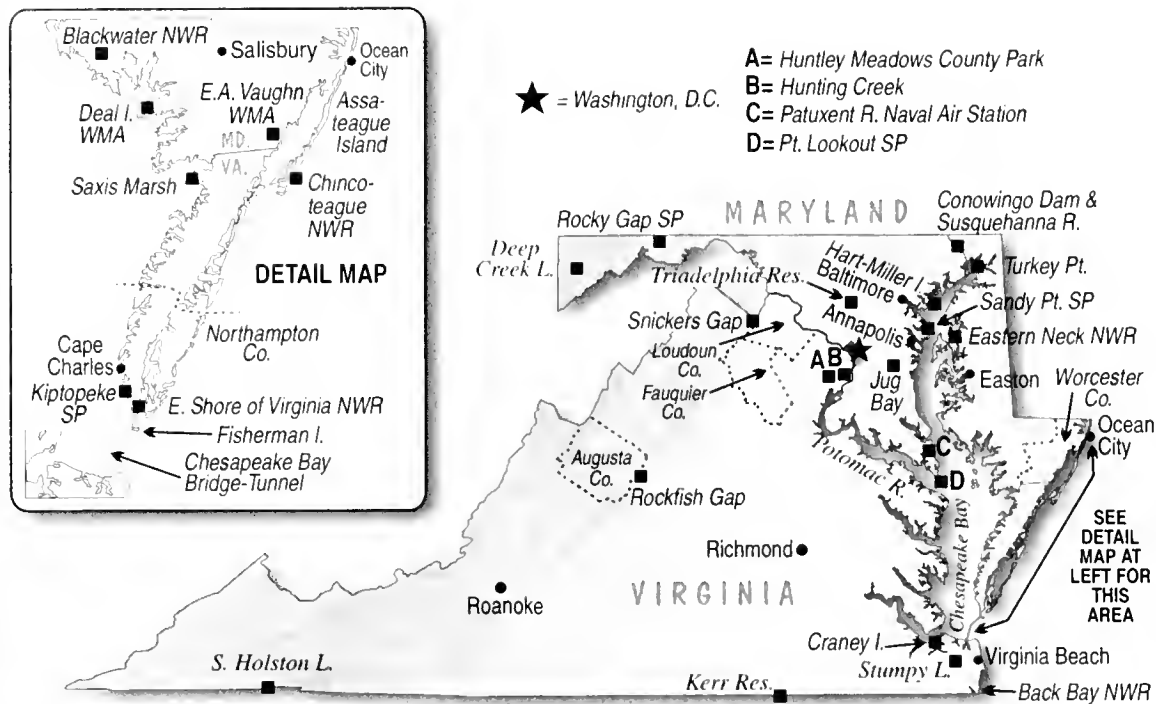 Blackwater NWR
Salisbury
Ocean
City
E.A. Vaughn
WMA
Deal I.
WMA
Assa-
teague
Island
MD.
VA.
Saxis Marsh
Chinco-
teague
NWR
DETAIL MAP
Northampton
Co.
Cape
Charles
Kiptopeke
SP
E. Shore of Virginia NWR
Fisherman I.
Chesapeake Bay
Bridge-Tunnel
= Washington, D.C.
A= Huntley Meadows County Park
B= Hunting Creek
C= Patuxent R. Naval Air Station
D= Pt. Lookout SP
MARYLAND
Conowingo Dam &
Susquehanna R.
Rocky Gap SP
Deep
Creek L.
Triadelphia Res.
Hart-Miller I.
Baltimore
Turkey Pt.
Sandy Pt. SP
Snickers Gap
Annapolis
Eastern Neck NWR
Loudoun
Co.
A B
Fauquier
Co.
Jug
Bay
Easton
Worcester
Co.
Ocean
City
Potomac R.
C
D
Augusta
Co.
Rockfish Gap
Chesapeake Bay
SEE
DETAIL
MAP AT
LEFT FOR
THIS
AREA
Richmond
VIRGINIA
Roanoke
Craney I.
Stumpy L.
Virginia Beach
S. Holston L.
Kerr Res.
Back Bay NWR